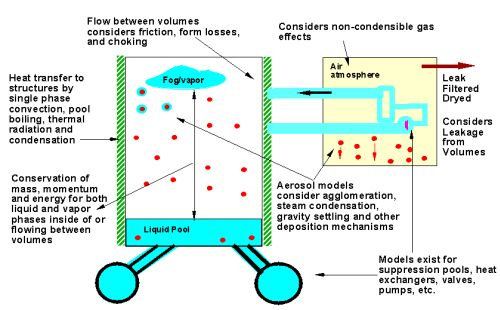 Flow between volumes
considers friction, form losses,
and choking
Considers non-condensible gas
effects
Fog/vapor
Air
atmosphere
Leak
Filtered
Dryed
Heat transfer to
structures by
single phase
convection, pool
boiling, thermal
radiation and
condensation
Considers
Leakage
from
Volumes
Conservation of
mass, momentum
and energy for both
liquid and vapor
phases inside of or
flowing between
volumes
Aerosol models
consider agglomeration,
steam condensation,
gravity settling and other
deposition mechanisms
Liquid Pool
Models exist for
suppression pools, heat
exchangers, valves,
pumps, etc.